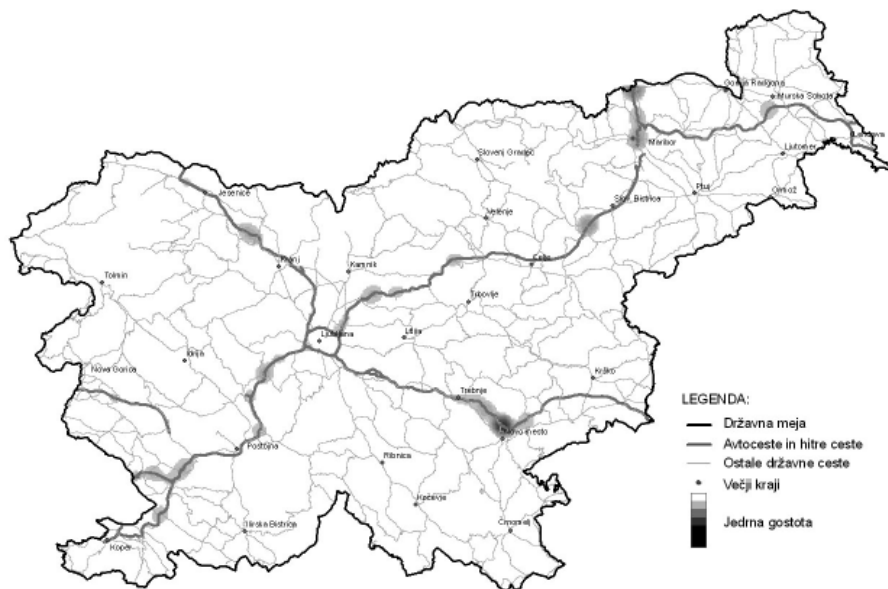 Gornja Radgona
Murska Sobota
Lendava
Maribor
Ljutomer
Slovenj Gradec
Ptuj
Ormož
Jesenice
Slov. Bistrica
Velenje
Kranj
Kamnik
Celje
Tolmin
Trbovlje
Ljubljana
Litija
Idrija
Nova Gorica
Krško
Trebnje
Novo mesto
Postojna
Ribnica
Kočevje
Črnomelj
Ilirska Bistrica
Koper
LEGENDA:
Državna meja
Avtoceste in hitre ceste
Ostale državne ceste
Večji kraji
Jedrna gostota